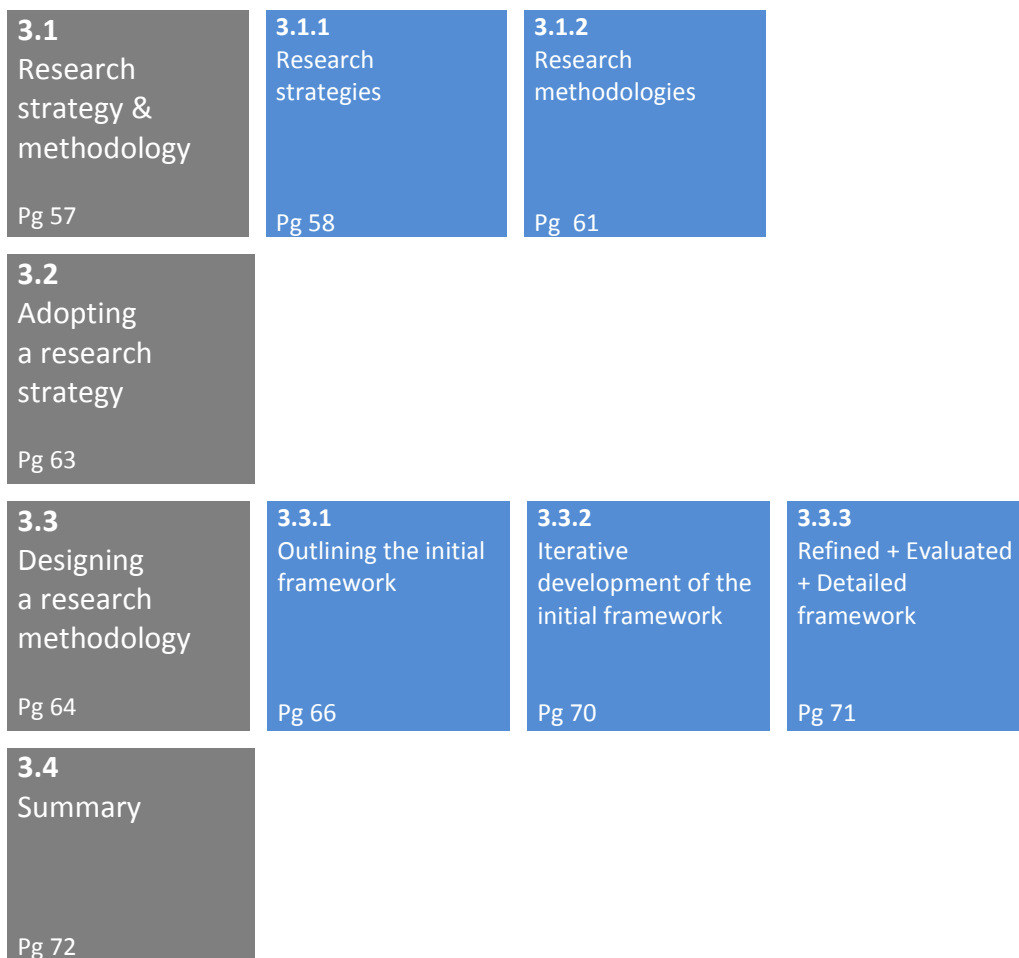 3.1
Research
strategy &
methodology
Pg 57
3.1.1
Research
strategies
Pg 58
3.1.2
Research
methodologies
Pg  61
3.2
Adopting
a research
strategy
Pg 63
3.3
Designing
a research
methodology
Pg 64
3.3.1
Outlining the initial
framework
Pg 66
3.3.2
Iterative
development of the
initial framework
Pg 70
3.3.3
Refined + Evaluated
+ Detailed
framework
Pg 71
3.4
Summary
Pg 72